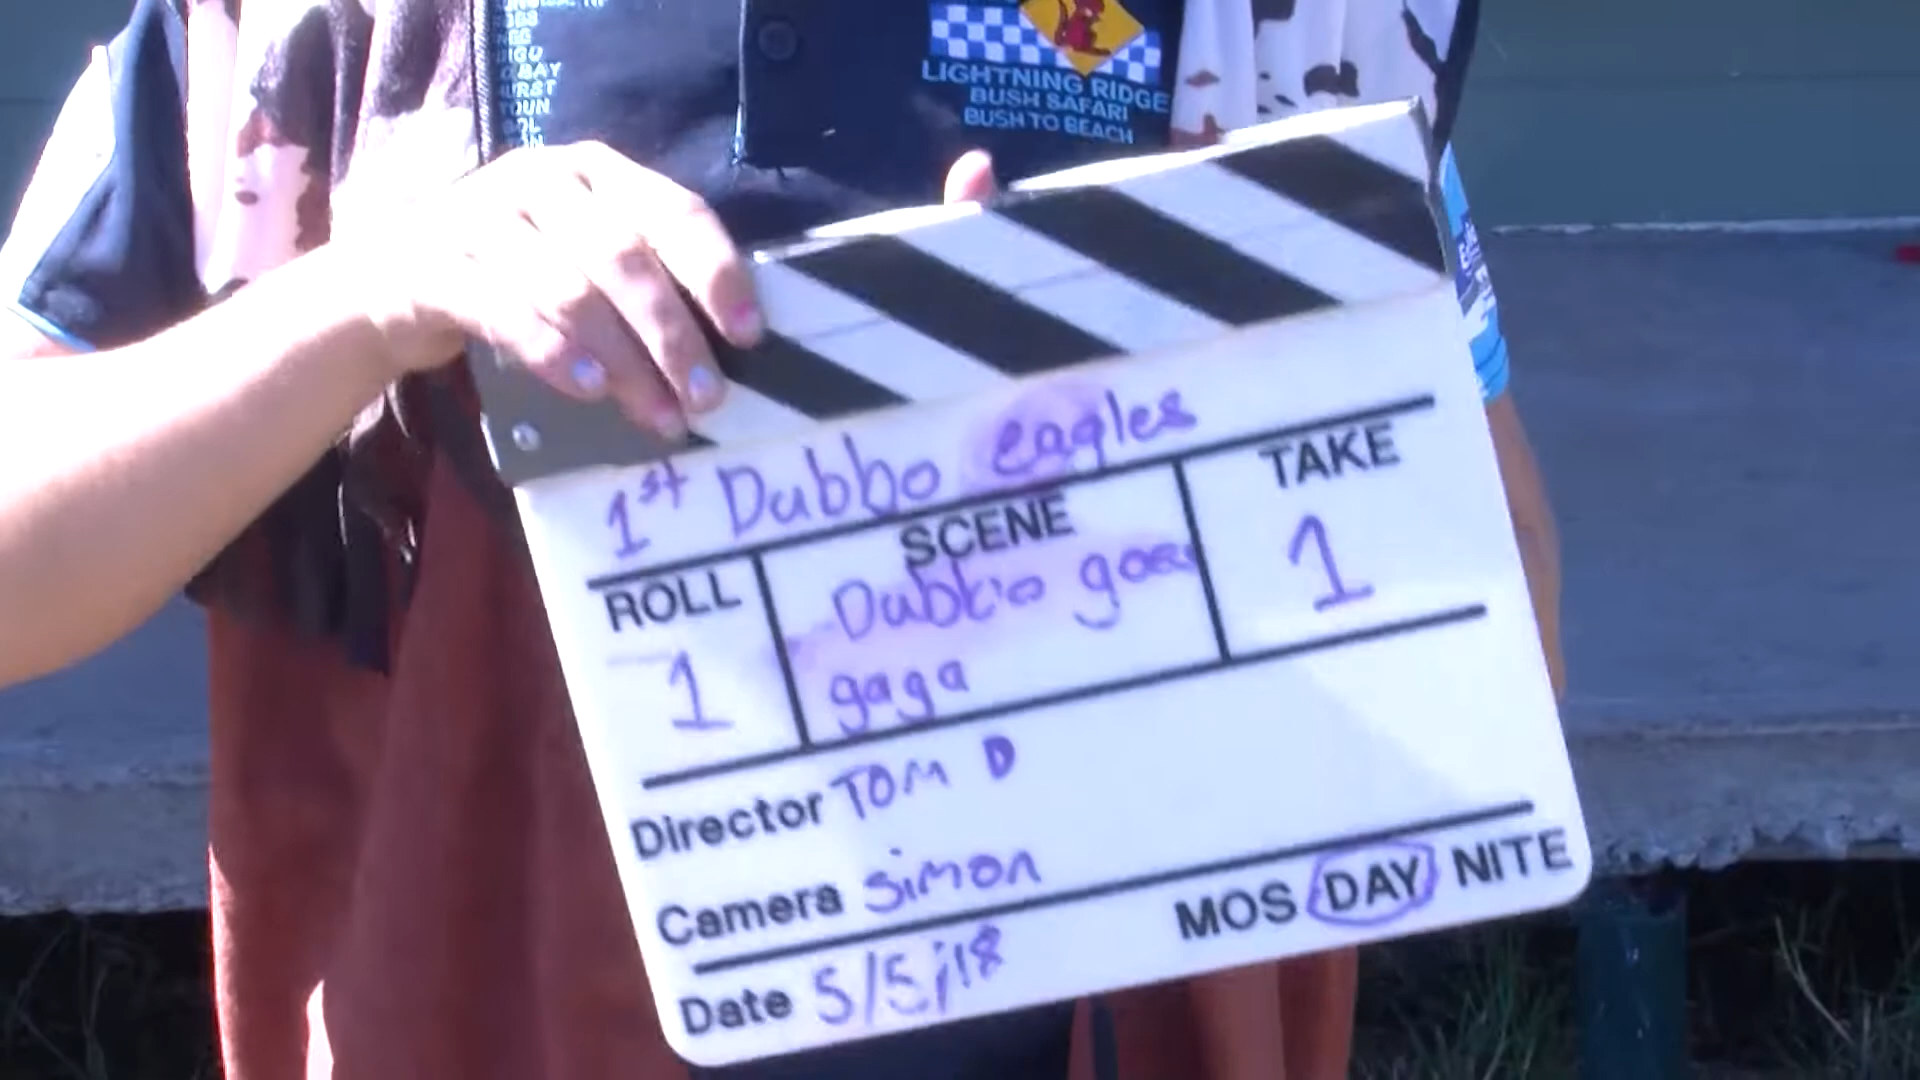 BAY
LIGHTNING RIDGE
BUSH SAFARI
BUSH TO BEACH
1st Dubbo eagles
ROLL
1
SCENE
Dubbo goes
gaga
TAKE
1
Director TOM D
Camera Simon
Date 5/5/18
MOS DAY NITE